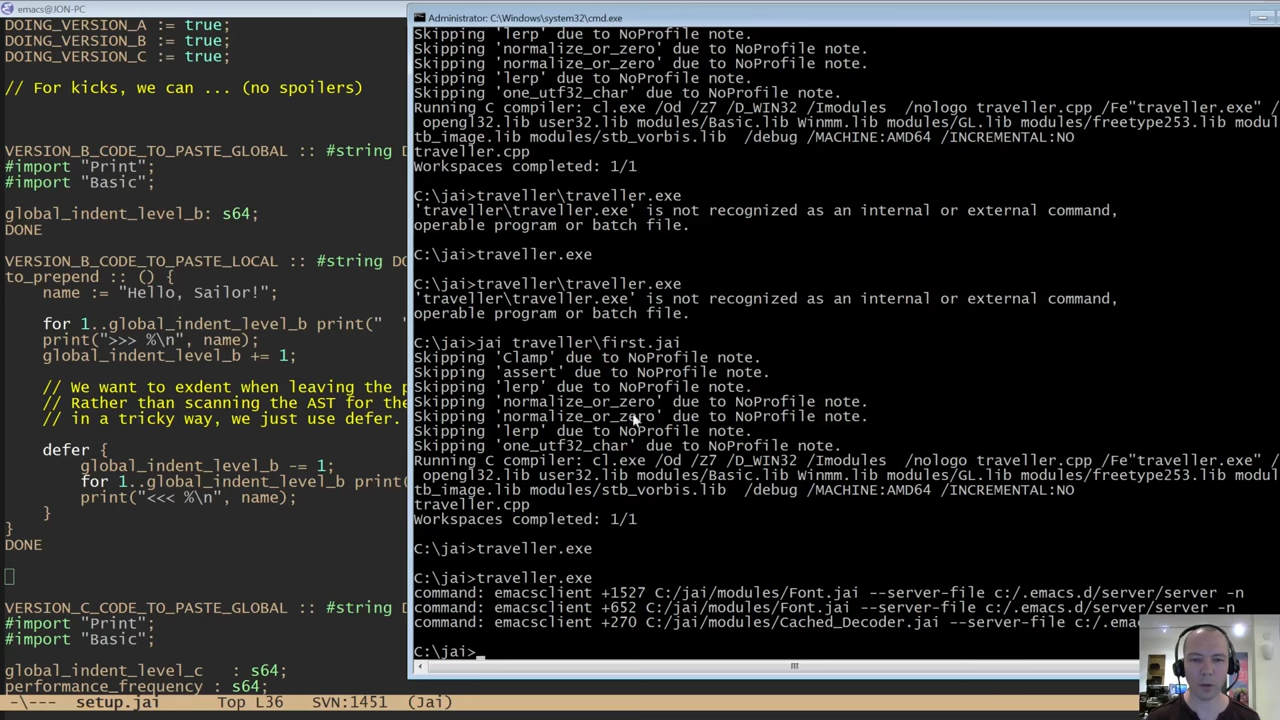 emacs@JON-PC
DOING_VERSION_A := true;
DOING_VERSION_B := true;
DOING_VERSION_C := true;
// For kicks, we can ... (no spoilers)
VERSION_B_CODE_TO_PASTE_GLOBAL :: #string D
#import "Print";
#import "Basic";
global_indent_level_b: s64;
DONE
VERSION_B_CODE_TO_PASTE_LOCAL :: #string DO
to_prepend :: () {
name := "Hello, Sailor!";
for 1..global_indent_level_b print("
print(">>> %\n", name);
global_indent_level_b += 1;
// We want to exdent when leaving the p
// Rather than scanning the AST for the
// in a tricky way, we just use defer.
defer {
global_indent_level_b -= 1;
for 1..global_indent_level_b print(
print("<<< %\n", name);
}
}
DONE
VERSION_C_CODE_TO_PASTE_GLOBAL :: #string D
#import "Print";
#import "Basic";
global_indent_level_c : s64;
performance_frequency : s64;
-\--- setup.jai Top L36 SVN:1451 (Jai)
Administrator: C:\Windows\system32\cmd.exe
Skipping 'lerp' due to NoProfile note.
Skipping 'normalize_or_zero' due to NoProfile note.
Skipping 'normalize_or_zero' due to NoProfile note.
Skipping 'lerp' due to NoProfile note.
Skipping 'one_utf32_char' due to NoProfile note.
Running C compiler: cl.exe /Od /Z7 /D_WIN32 /Imodules /nologo traveller.cpp /Fe"traveller.exe" /
opengl32.lib user32.lib modules/Basic.lib Winmm.lib modules/GL.lib modules/freetype253.lib modul
tb_image.lib modules/stb_vorbis.lib /debug /MACHINE:AMD64 /INCREMENTAL:NO
traveller.cpp
Workspaces completed: 1/1
C:\jai>traveller\traveller.exe
'traveller\traveller.exe' is not recognized as an internal or external command,
operable program or batch file.
C:\jai>traveller.exe
C:\jai>traveller\traveller.exe
'traveller\traveller.exe' is not recognized as an internal or external command,
operable program or batch file.
C:\jai>jai traveller\first.jai
Skipping 'Clamp' due to NoProfile note.
Skipping 'assert' due to NoProfile note.
Skipping 'lerp' due to NoProfile note.
Skipping 'normalize_or_zero' due to NoProfile note.
Skipping 'normalize_or_zero' due to NoProfile note.
Skipping 'lerp' due to NoProfile note.
Skipping 'one_utf32_char' due to NoProfile note.
Running C compiler: cl.exe /Od /Z7 /D_WIN32 /Imodules /nologo traveller.cpp /Fe"traveller.exe" /
opengl32.lib user32.lib modules/Basic.lib Winmm.lib modules/GL.lib modules/freetype253.lib modul
tb_image.lib modules/stb_vorbis.lib /debug /MACHINE:AMD64 /INCREMENTAL:NO
traveller.cpp
Workspaces completed: 1/1
C:\jai>traveller.exe
C:\jai>traveller.exe
command: emacsclient +1527 C:/jai/modules/Font.jai --server-file c:/.emacs.d/server/server -n
command: emacsclient +652 C:/jai/modules/Font.jai --server-file c:/.emacs.d/server/server -n
command: emacsclient +270 C:/jai/modules/Cached_Decoder.jai --server-file c:/.emac
C:\jai>